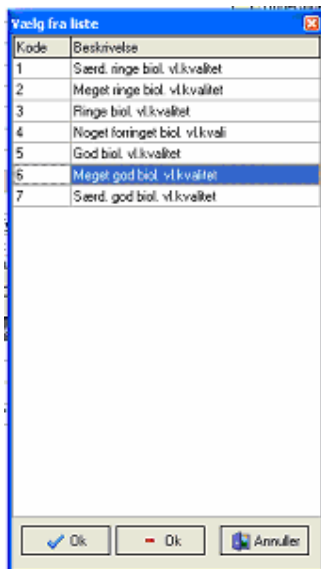 Vælg fra liste
Kode Beskrivelse
1 Særd. ringe biol. vl.kvalitet
2 Meget ringe biol. vl.kvalitet
3 Ringe biol. vl.kvalitet
4 Noget forringet biol. vl.kvali
5 God biol. vl.kvalitet
6 Meget god biol. vl.kvalitet
7 Særd. god biol. vl.kvalitet
Ok Ok Annuller